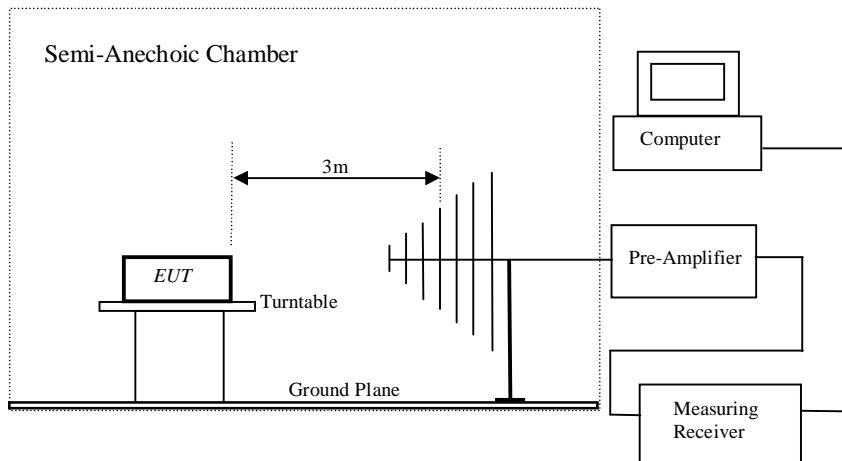 Semi-Anechoic Chamber
Computer
3m
Pre-Amplifier
EUT
Turntable
Ground Plane
Measuring
Receiver